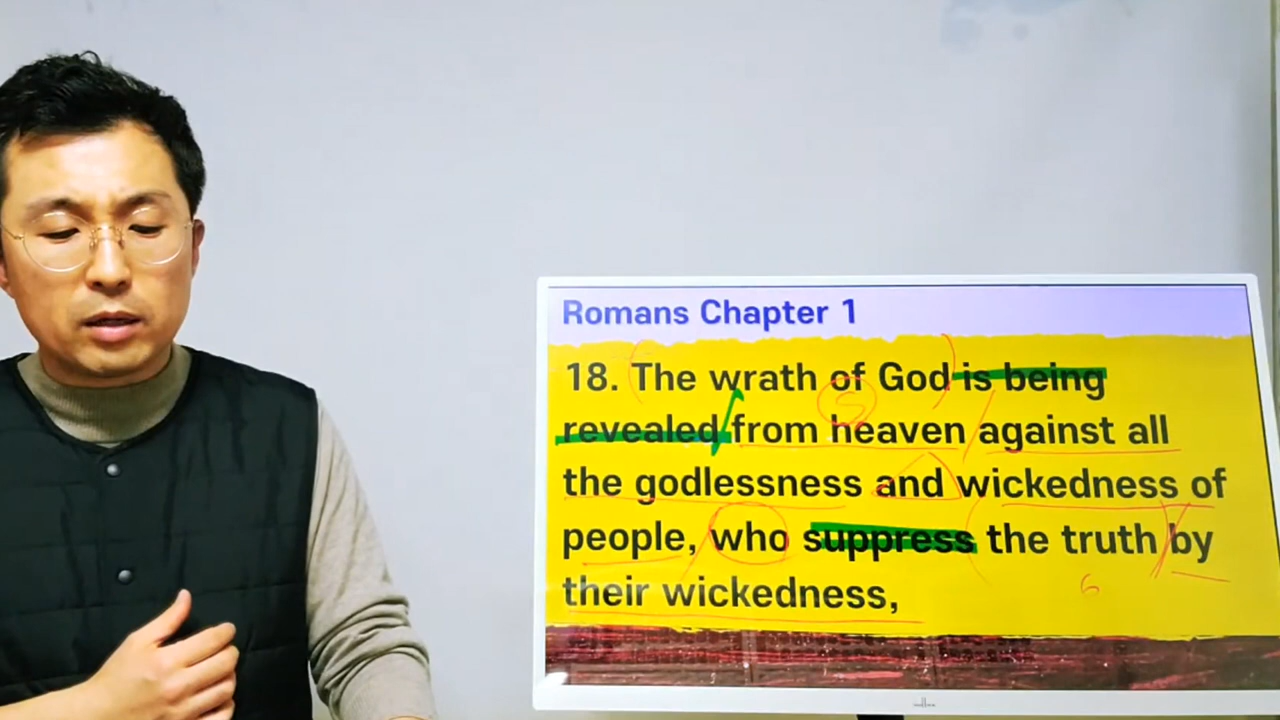 Romans Chapter 1
18. The wrath of God is being
revealed from heaven against all
the godlessness and wickedness of
people, who suppress the truth by
their wickedness,
S
6